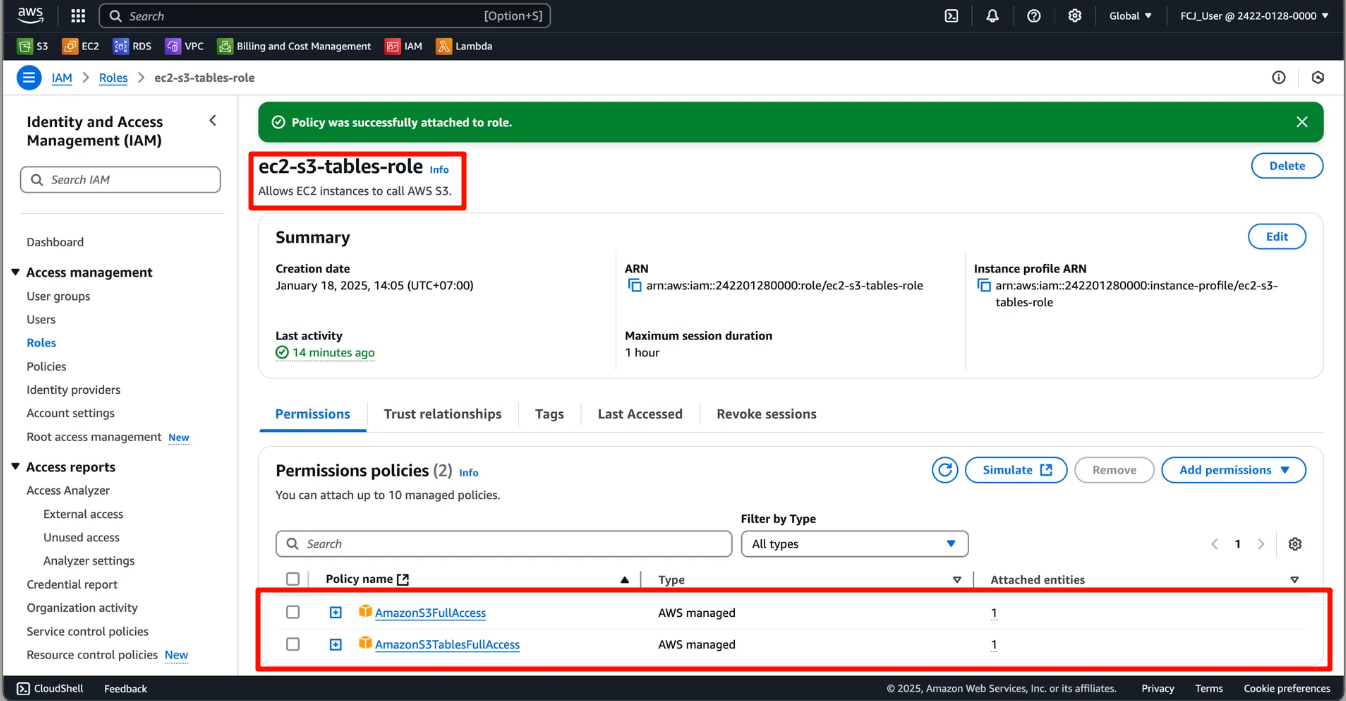 aws
Search
[Option+S]
Global
FCJ_User @ 2422-0128-0000
S3
EC2
RDS
VPC
Billing and Cost Management
IAM
Lambda
IAM
Roles
ec2-s3-tables-role
Identity and Access
Management (IAM)
Search IAM
Dashboard
Access management
User groups
Users
Roles
Policies
Identity providers
Account settings
Root access management New
Access reports
Access Analyzer
External access
Unused access
Analyzer settings
Credential report
Organization activity
Service control policies
Resource control policies New
Policy was successfully attached to role.
ec2-s3-tables-role Info
Allows EC2 instances to call AWS S3.
Delete
Summary
Edit
Creation date
January 18, 2025, 14:05 (UTC+07:00)
ARN
arn:aws:iam::242201280000:role/ec2-s3-tables-role
Instance profile ARN
arn:aws:iam::242201280000:instance-profile/ec2-s3-
tables-role
Last activity
14 minutes ago
Maximum session duration
1 hour
Permissions
Trust relationships
Tags
Last Accessed
Revoke sessions
Permissions policies (2) Info
Simulate
Remove
Add permissions
You can attach up to 10 managed policies.
Filter by Type
Search
All types
1
Policy name
Type
Attached entities
AmazonS3FullAccess
AWS managed
1
AmazonS3TablesFullAccess
AWS managed
1
CloudShell
Feedback
© 2025, Amazon Web Services, Inc. or its affiliates.
Privacy
Terms
Cookie preferences